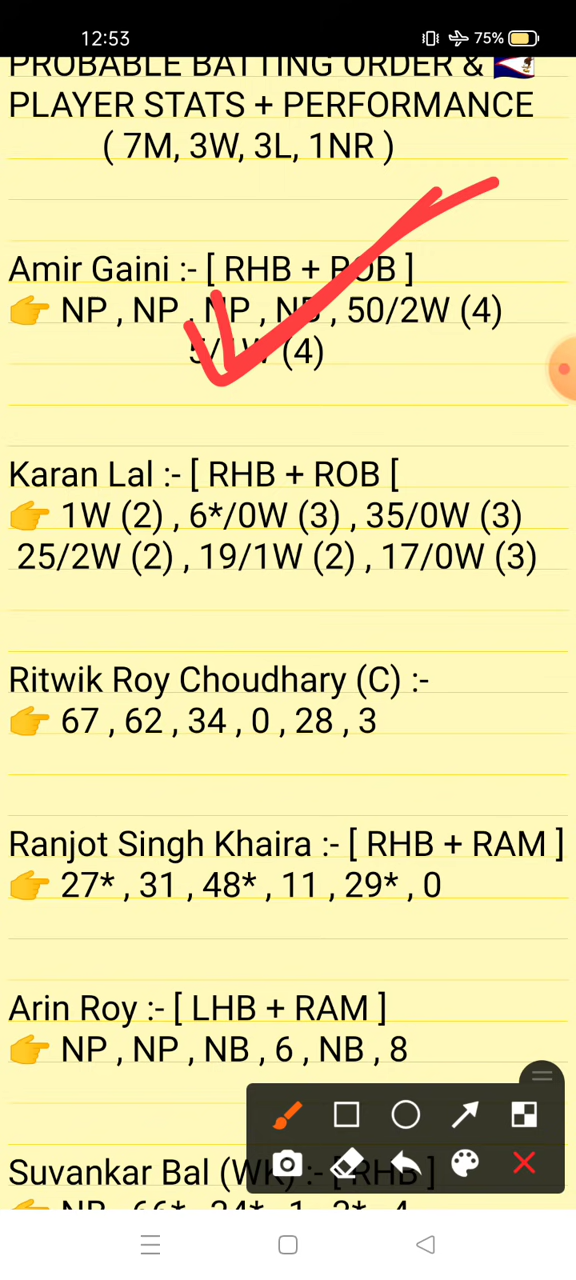 12:53
75%
PROBABLE BATTING ORDER &
PLAYER STATS + PERFORMANCE
( 7M, 3W, 3L, 1NR )
Amir Gaini :- [ RHB + ROB ]
👉 NP , NP , NP , NB , 50/2W (4)
5/1W (4)
Karan Lal :- [ RHB + ROB [
👉 1W (2) , 6*/0W (3) , 35/0W (3)
25/2W (2) , 19/1W (2) , 17/0W (3)
Ritwik Roy Choudhary (C) :-
👉 67 , 62 , 34 , 0 , 28 , 3
Ranjot Singh Khaira :- [ RHB + RAM ]
👉 27* , 31 , 48* , 11 , 29* , 0
Arin Roy :- [ LHB + RAM ]
👉 NP , NP , NB , 6 , NB , 8
Suvankar Bal (WK) :- [ RHB ]